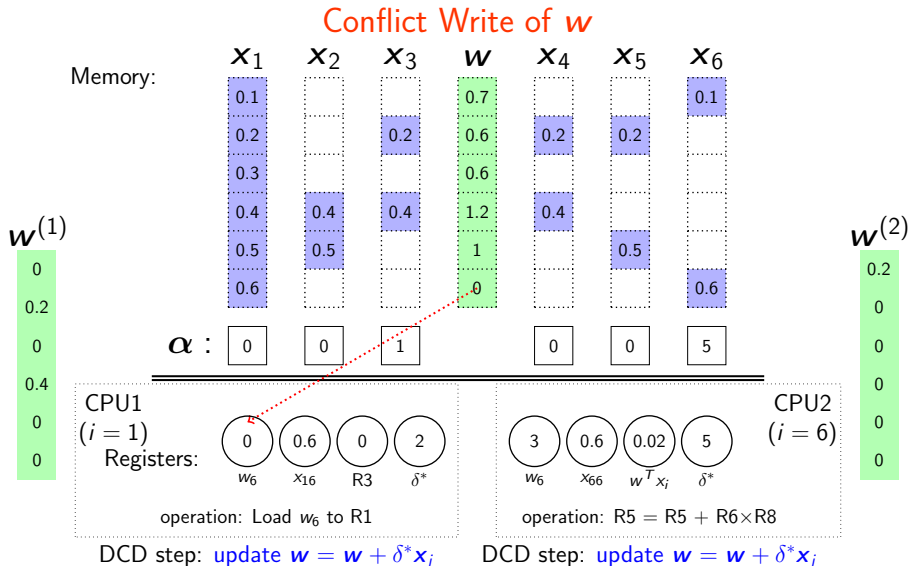 Conflict Write of w
x₁ x₂ x₃ w x₄ x₅ x₆
Memory:
0.1 0.7 0.1
0.2 0.2 0.6 0.2 0.2
0.3 0.6
0.4 0.4 0.4 1.2 0.4
0.5 0.5 1 0.5
0.6 0 0.6
w⁽¹⁾
0
0.2
0
0.4
0
0
w⁽²⁾
0.2
0
0
0
0
0
α : 0 0 1 0 0 5
CPU1
(i = 1)
Registers:
0 0.6 0 2
w₆ x₁₆ R3 δ*
operation: Load w₆ to R1
DCD step: update w = w + δ*xᵢ
CPU2
(i = 6)
3 0.6 0.02 5
w₆ x₆₆ wᵀxᵢ δ*
operation: R5 = R5 + R6×R8
DCD step: update w = w + δ*xᵢ